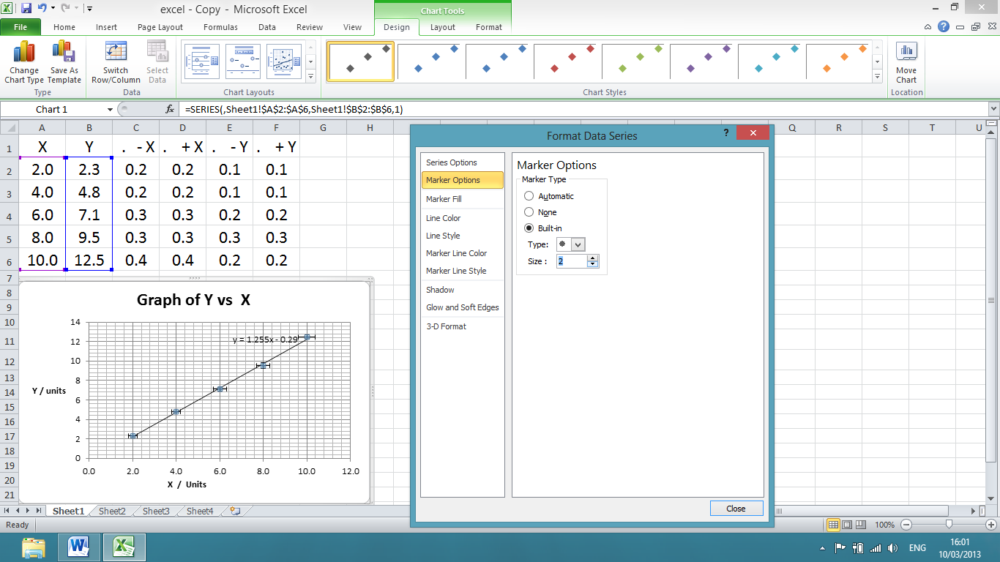 excel - Copy - Microsoft Excel
Chart Tools
File Home Insert Page Layout Formulas Data Review View Design Layout Format
Change Chart Type
Save As Template
Switch Row/Column
Select Data
Move Chart
Type Data Chart Layouts Chart Styles Location
Chart 1 fx =SERIES(,Sheet1!$A$2:$A$6,Sheet1!$B$2:$B$6,1)
A B C D E F G H Q R S T U
1 X Y . - X . + X . - Y . + Y
2 2.0 2.3 0.2 0.2 0.1 0.1
3 4.0 4.8 0.2 0.2 0.1 0.1
4 6.0 7.1 0.3 0.3 0.2 0.2
5 8.0 9.5 0.3 0.3 0.3 0.3
6 10.0 12.5 0.4 0.4 0.2 0.2
7
8
9
10
11
12
13
14
15
16
17
18
19
20
21
Graph of Y vs X
14
12
10
8
6
4
2
0
y = 1.255x - 0.29
Y / units
0.0 2.0 4.0 6.0 8.0 10.0 12.0
X / Units
Format Data Series
?
Series Options
Marker Options
Marker Fill
Line Color
Line Style
Marker Line Color
Marker Line Style
Shadow
Glow and Soft Edges
3-D Format
Marker Options
Marker Type
Automatic
None
Built-in
Type:
Size : 2
Close
Sheet1 Sheet2 Sheet3 Sheet4
Ready 100%
ENG
16:01
10/03/2013